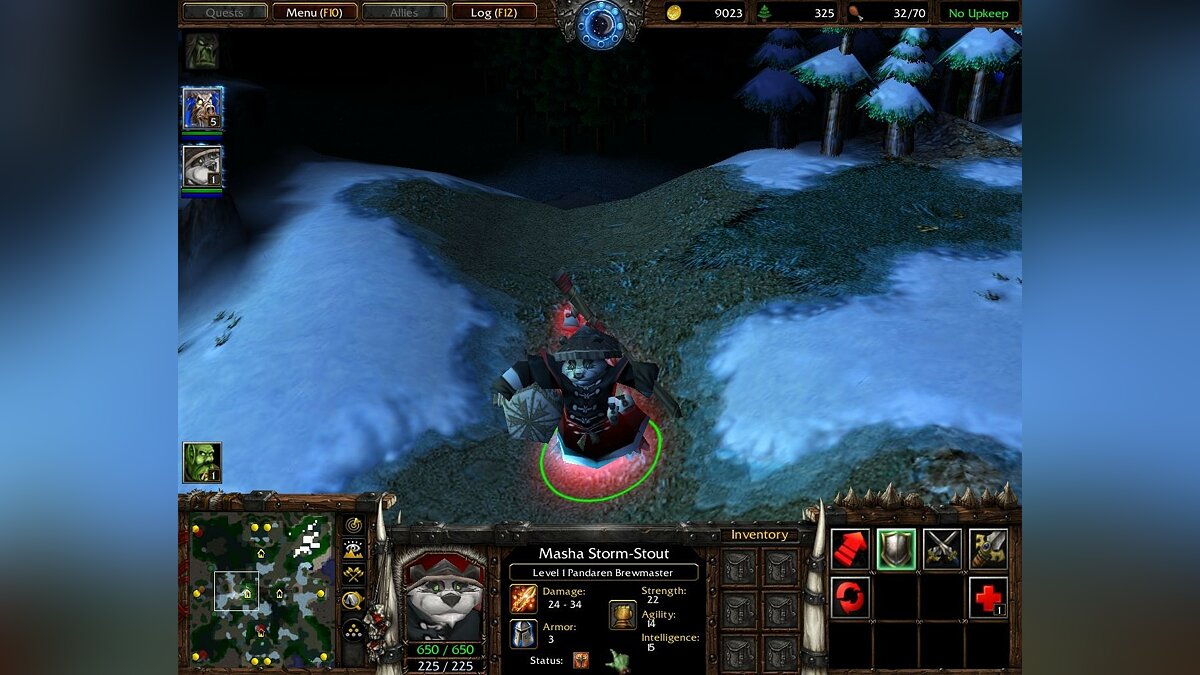 Quests Menu (F10) Allies Log (F12) 9023 325 32/70 No Upkeep
5
1
1
Inventory
Masha Storm-Stout
Level 1 Pandaren Brewmaster
Damage:
24 - 34
Armor:
3
Strength:
22
Agility:
14
Intelligence:
15
Status:
650 / 650
225 / 225
1